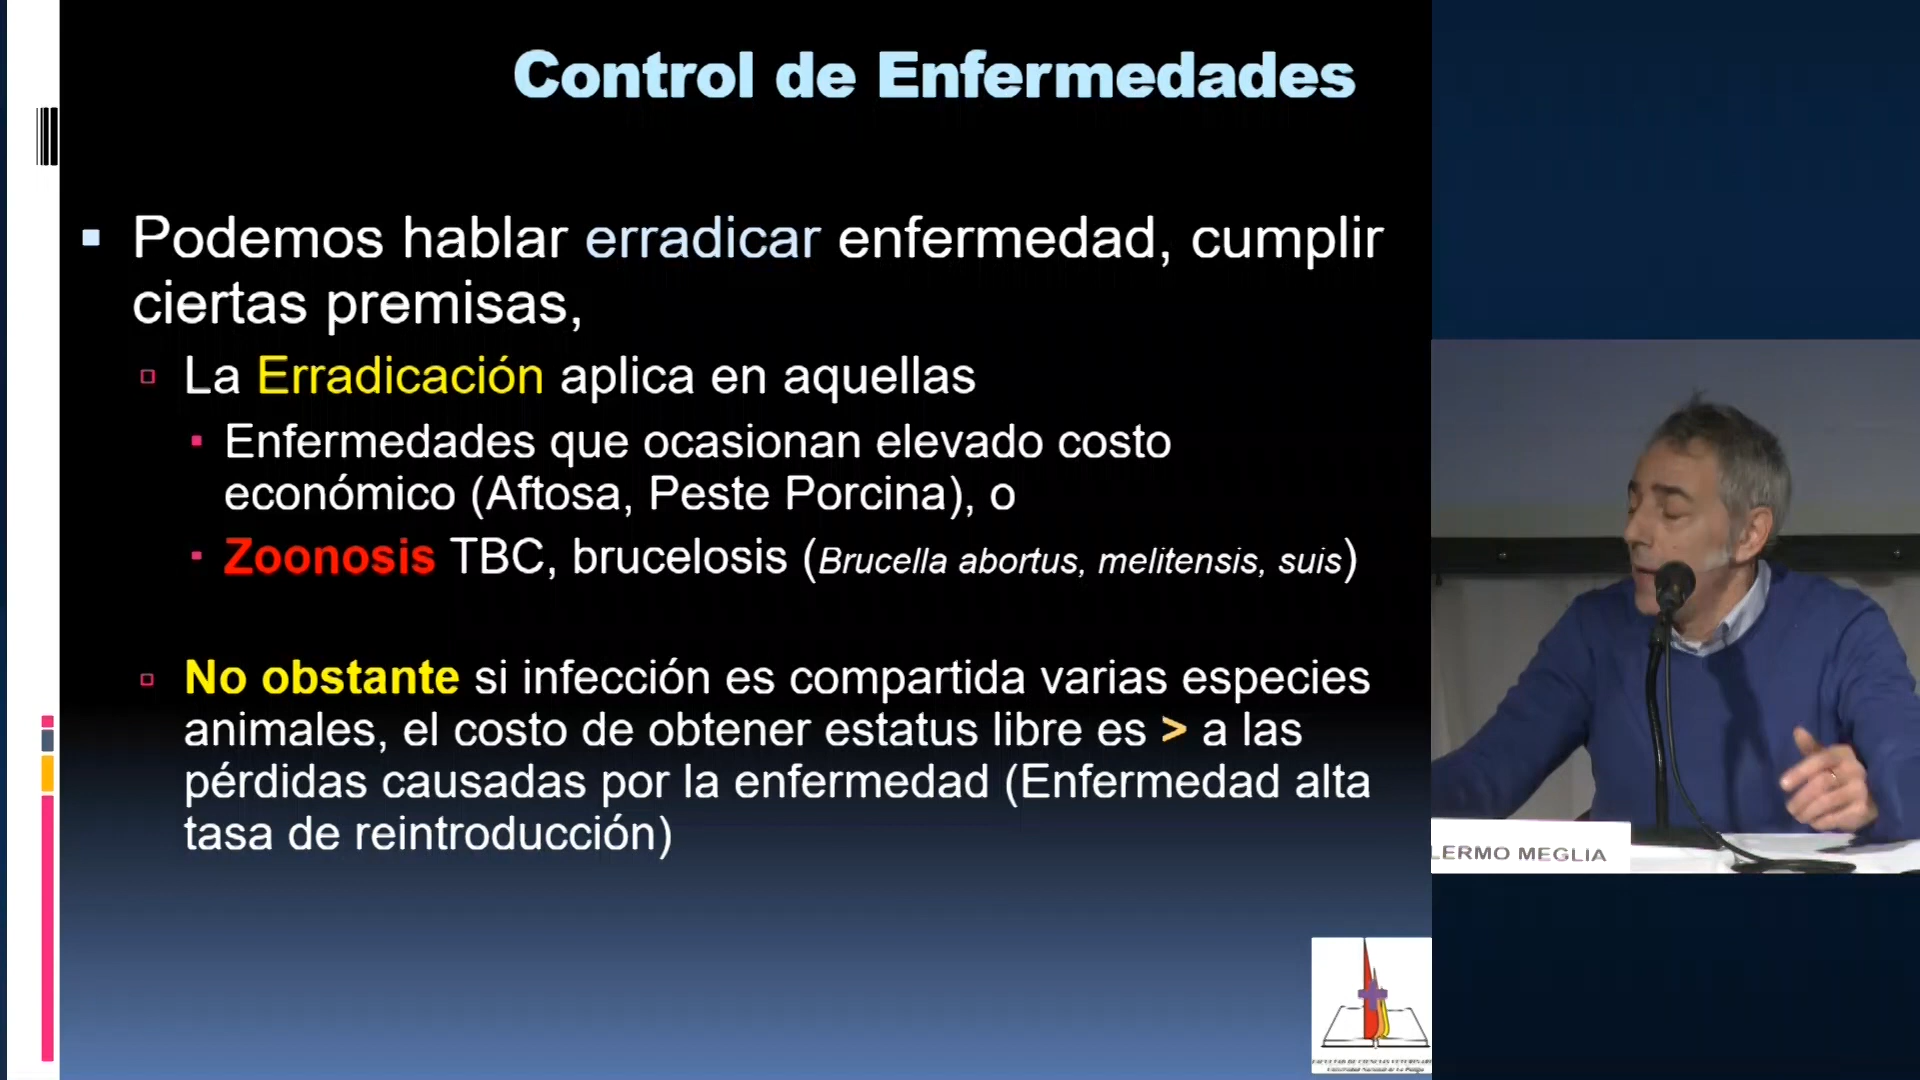 Control de Enfermedades
Podemos hablar erradicar enfermedad, cumplir
ciertas premisas,
La Erradicación aplica en aquellas
Enfermedades que ocasionan elevado costo
económico (Aftosa, Peste Porcina), o
Zoonosis TBC, brucelosis (Brucella abortus, melitensis, suis)
No obstante si infección es compartida varias especies
animales, el costo de obtener estatus libre es > a las
pérdidas causadas por la enfermedad (Enfermedad alta
tasa de reintroducción)
LERMO MEGLIA